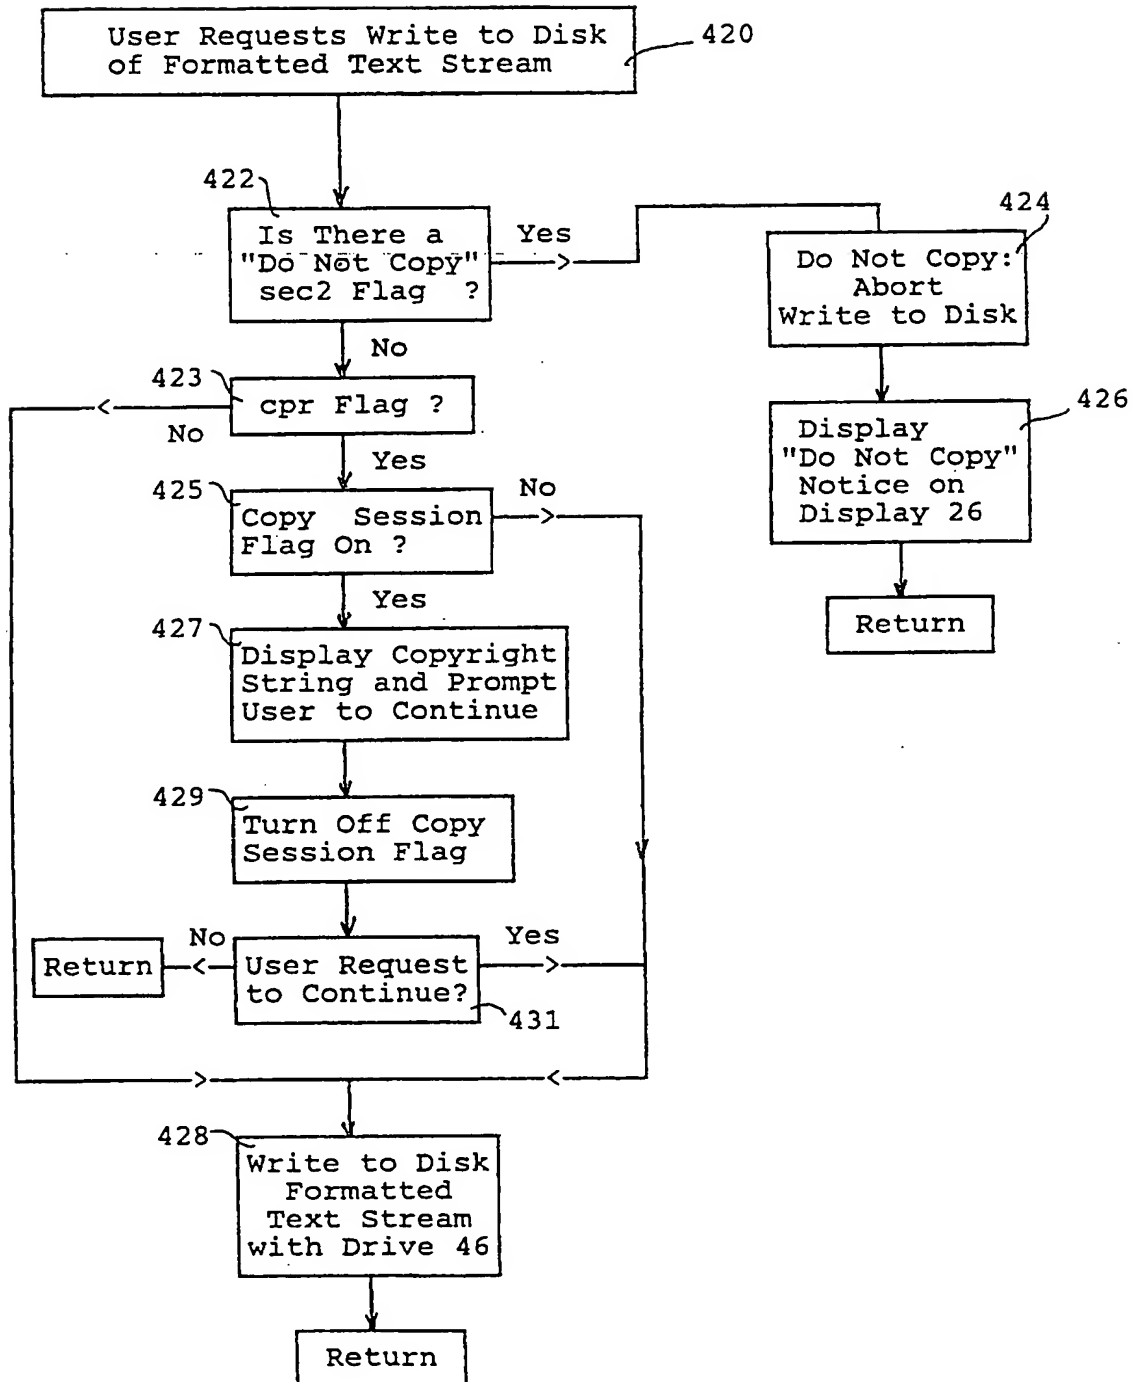 User Requests Write to Disk
of Formatted Text Stream
420
422
Is There a
"Do Not Copy"
sec2 Flag ?
Yes
424
Do Not Copy:
Abort
Write to Disk
No
423
cpr Flag ?
No
Yes
426
Display
"Do Not Copy"
Notice on
Display 26
Return
425
Copy Session
Flag On ?
No
Yes
427
Display Copyright
String and Prompt
User to Continue
429
Turn Off Copy
Session Flag
No
Yes
Return
User Request
to Continue?
431
428
Write to Disk
Formatted
Text Stream
with Drive 46
Return